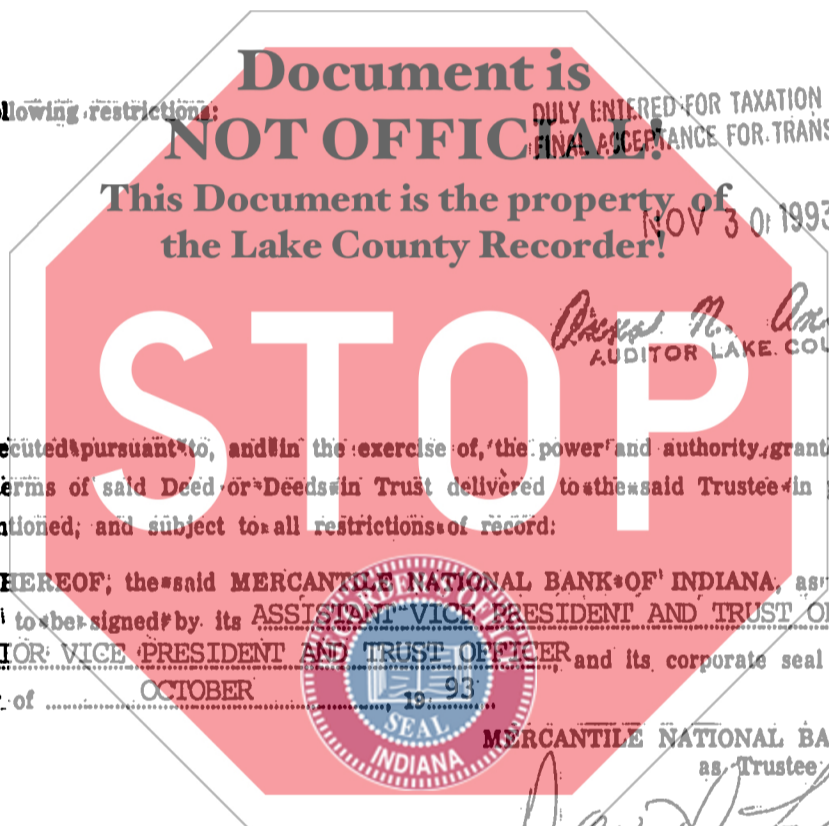 Document is
llowing restrictions:
DULY ENTERED FOR TAXATION
NOT OFFICIAL!
FINAL ACCEPTANCE FOR TRANS
This Document is the property of
NOV 30 1993
the Lake County Recorder!
AUDITOR LAKE COU
STOP
ecuted pursuant to, and in the exercise of, the power and authority grant
erms of said Deed or Deeds in Trust delivered to the said Trustee in
ntioned, and subject to all restrictions of record:
HEREOF, the said MERCANTILE NATIONAL BANK OF INDIANA, as
to be signed by its ASSISTANT VICE PRESIDENT AND TRUST OF
IOR VICE PRESIDENT AND TRUST OFFICER, and its corporate seal
of OCTOBER, 19 93
RECORDER'S OFFICE
SEAL
INDIANA
MERCANTILE NATIONAL BA
as Trustee